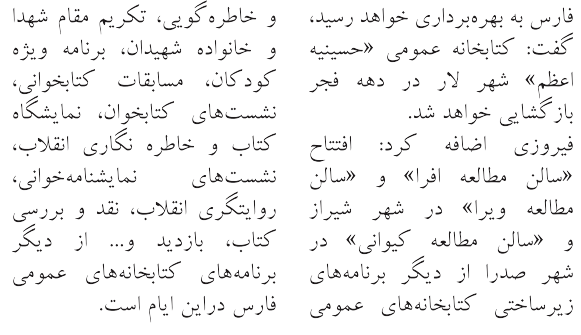 فارس به بهره‌برداری خواهد رسید،
گفت: کتابخانه عمومی «حسینیه
اعظم» شهر لار در دهه فجر
بازگشایی خواهد شد.
فیروزی اضافه کرد: افتتاح
«سالن مطالعه افرا» و «سالن
مطالعه ویرا» در شهر شیراز
و «سالن مطالعه کیوانی» در
شهر صدرا از دیگر برنامه‌های
زیرساختی کتابخانه‌های عمومی
و خاطره‌گویی، تکریم مقام شهدا
و خانواده شهیدان، برنامه ویژه
کودکان، مسابقات کتابخوانی،
نشست‌های کتابخوان، نمایشگاه
کتاب و خاطره نگاری انقلاب،
نشست‌های نمایشنامه‌خوانی،
روایتگری انقلاب، نقد و بررسی
کتاب، بازدید و... از دیگر
برنامه‌های کتابخانه‌های عمومی
فارس دراین ایام است.